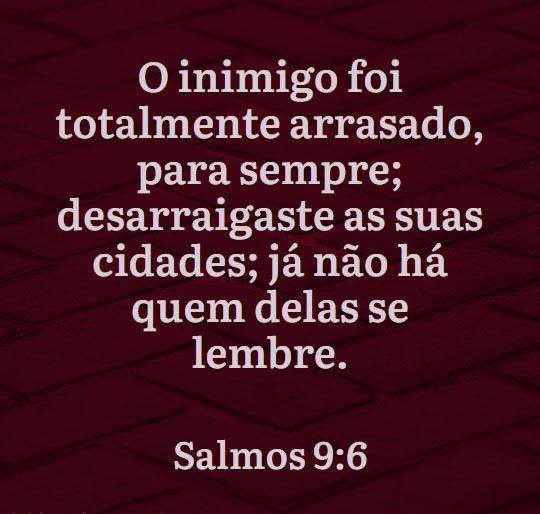 O inimigo foi
totalmente arrasado,
para sempre;
desarraigaste as suas
cidades; já não há
quem delas se
lembre.
Salmos 9:6